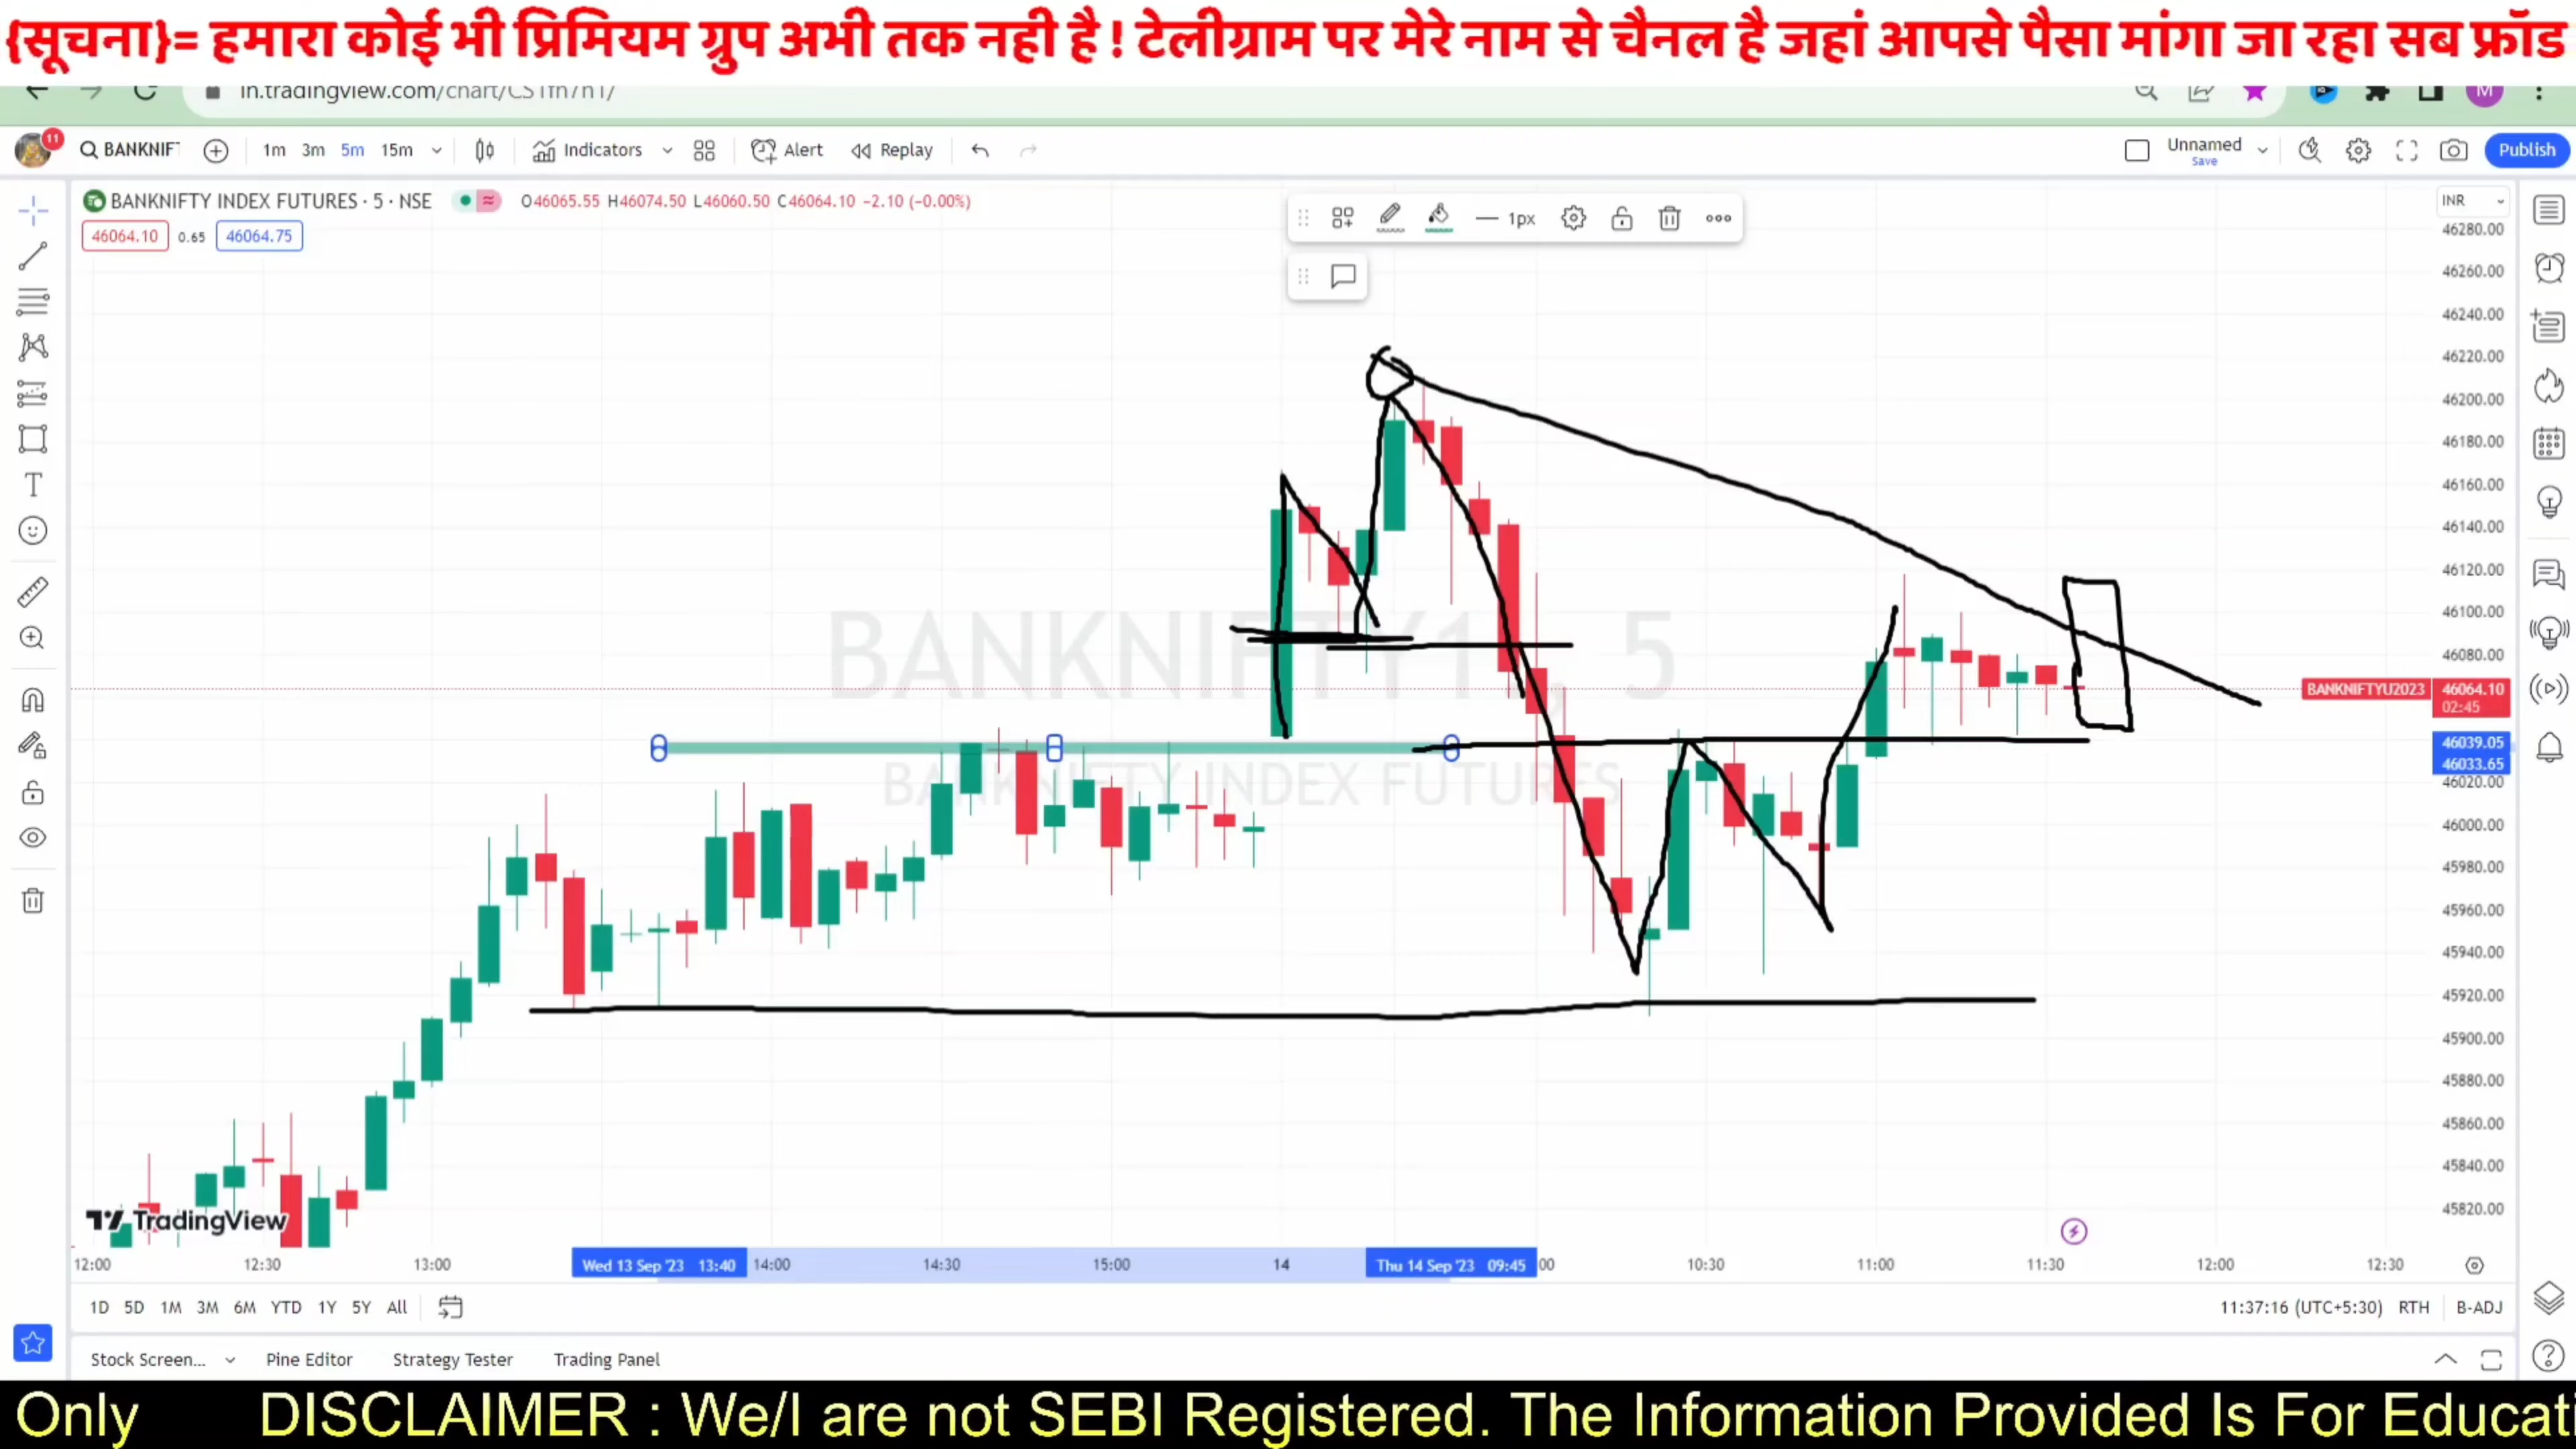 {सूचना}= हमारा कोई भी प्रिमियम ग्रुप अभी तक नही है ! टेलीग्राम पर मेरे नाम से चैनल है जहां आपसे पैसा मांगा जा रहा सब फ्रॉड
M
11 BANKNIF 1m 3m 5m 15m Indicators Alert Replay Unnamed Publish
Save
BANKNIFTY INDEX FUTURES · 5 · NSE O46065.55 H46074.50 L46060.50 C46064.10 −2.10 (−0.00%)
46064.10 0.65 46064.75
1px
INR
46280.00
46260.00
46240.00
46220.00
46200.00
46180.00
46160.00
46140.00
46120.00
46100.00
46080.00
BANKNIFTYU2023 46064.10
02:45
46039.05
46033.65
46020.00
46000.00
45980.00
45960.00
45940.00
45920.00
45900.00
45880.00
45860.00
45840.00
45820.00
BANKNIFTY1!, 5
BANKNIFTY INDEX FUTURES
TradingView
12:00 12:30 13:00 Wed 13 Sep '23 13:40 14:00 14:30 15:00 14 Thu 14 Sep '23 09:45 00 10:30 11:00 11:30 12:00 12:30
1D 5D 1M 3M 6M YTD 1Y 5Y All 11:37:16 (UTC+5:30) RTH B-ADJ
Stock Screen... Pine Editor Strategy Tester Trading Panel
Only DISCLAIMER : We/I are not SEBI Registered. The Information Provided Is For Educati